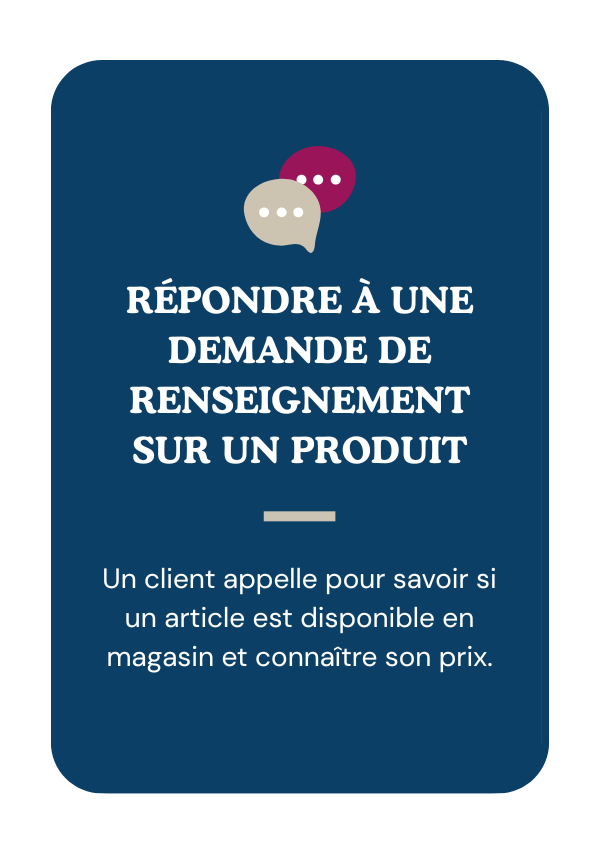 RÉPONDRE À UNE
DEMANDE DE
RENSEIGNEMENT
SUR UN PRODUIT
Un client appelle pour savoir si
un article est disponible en
magasin et connaître son prix.